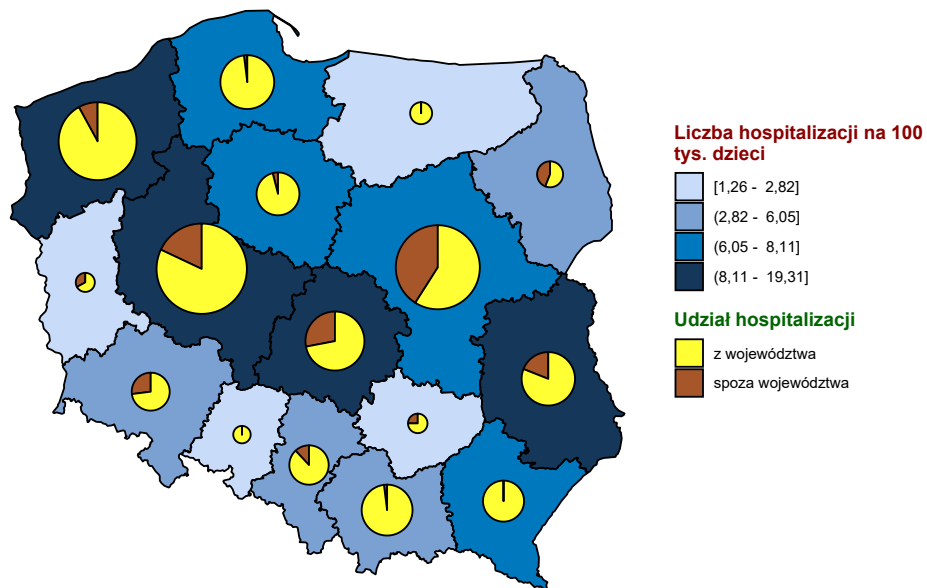 Liczba hospitalizacji na 100
tys. dzieci
[1,26 - 2,82]
(2,82 - 6,05]
(6,05 - 8,11]
(8,11 - 19,31]
Udział hospitalizacji
z województwa
spoza województwa